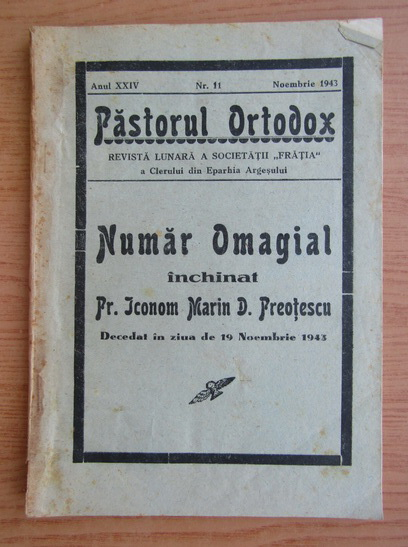 Anul XXIV Nr. 11 Noembrie 1943
Păstorul Ortodox
REVISTĂ LUNARĂ A SOCIETĂȚII „FRĂȚIA“
a Clerului din Eparhia Argeșului
Număr Omagial
închinat
Pr. Iconom Marin D. Preoțescu
Decedat în ziua de 19 Noembrie 1943